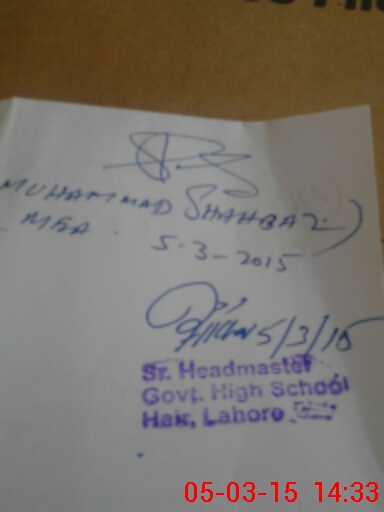 MUHAMMAD SHAHBAZ)
MEA.
5-3-2015
5/3/15
Sr. Headmaster
Govt. High School
Hair, Lahore
05-03-15 14:33